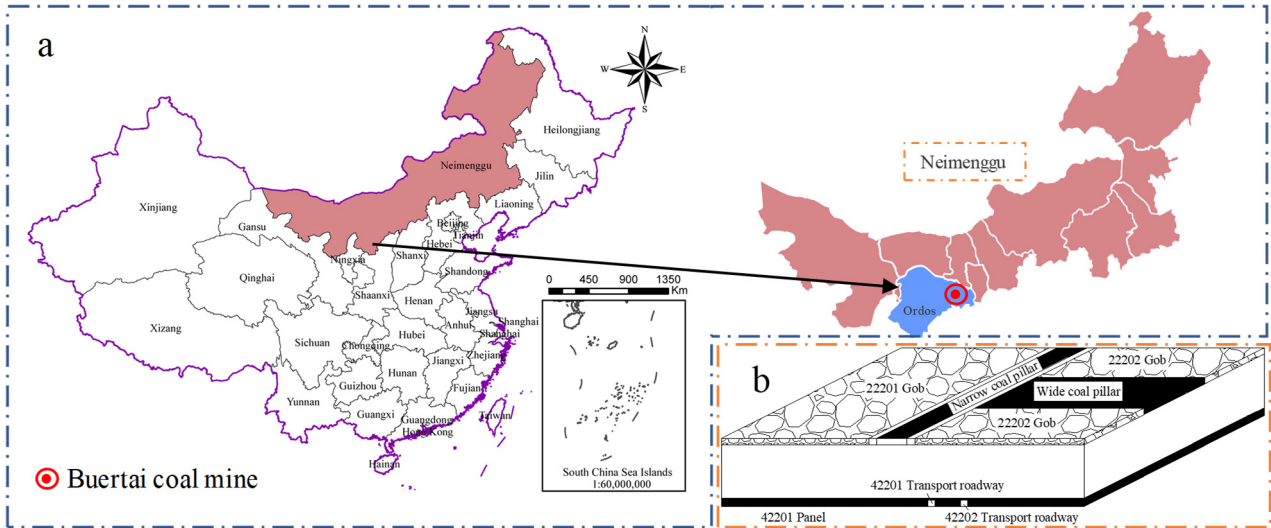 a
N
W
E
S
Heilongjiang
Neimenggu
Jilin
Liaoning
Xinjiang
Gansu
Beijing
Tianjin
Hebei
Ningxia
Shanxi
Qinghai
Shandong
Shaanxi
Henan
Jiangsu
Xizang
Shanghai
Anhui
Shanghai
Sichuan
Chongqing
Hubei
Zhejiang
Hunan
Jiangxi
Guizhou
Fujian
Yunnan
Guangxi
Guangdong
Taiwan
Hong Kong
Hainan
0 450 900 1350
Km
South China Sea Islands
1:60,000,000
Buertai coal mine
Neimenggu
Ordos
b
22201 Gob
Narrow coal pillar
22202 Gob
Wide coal pillar
22202 Gob
42201 Transport roadway
42201 Panel
42202 Transport roadway